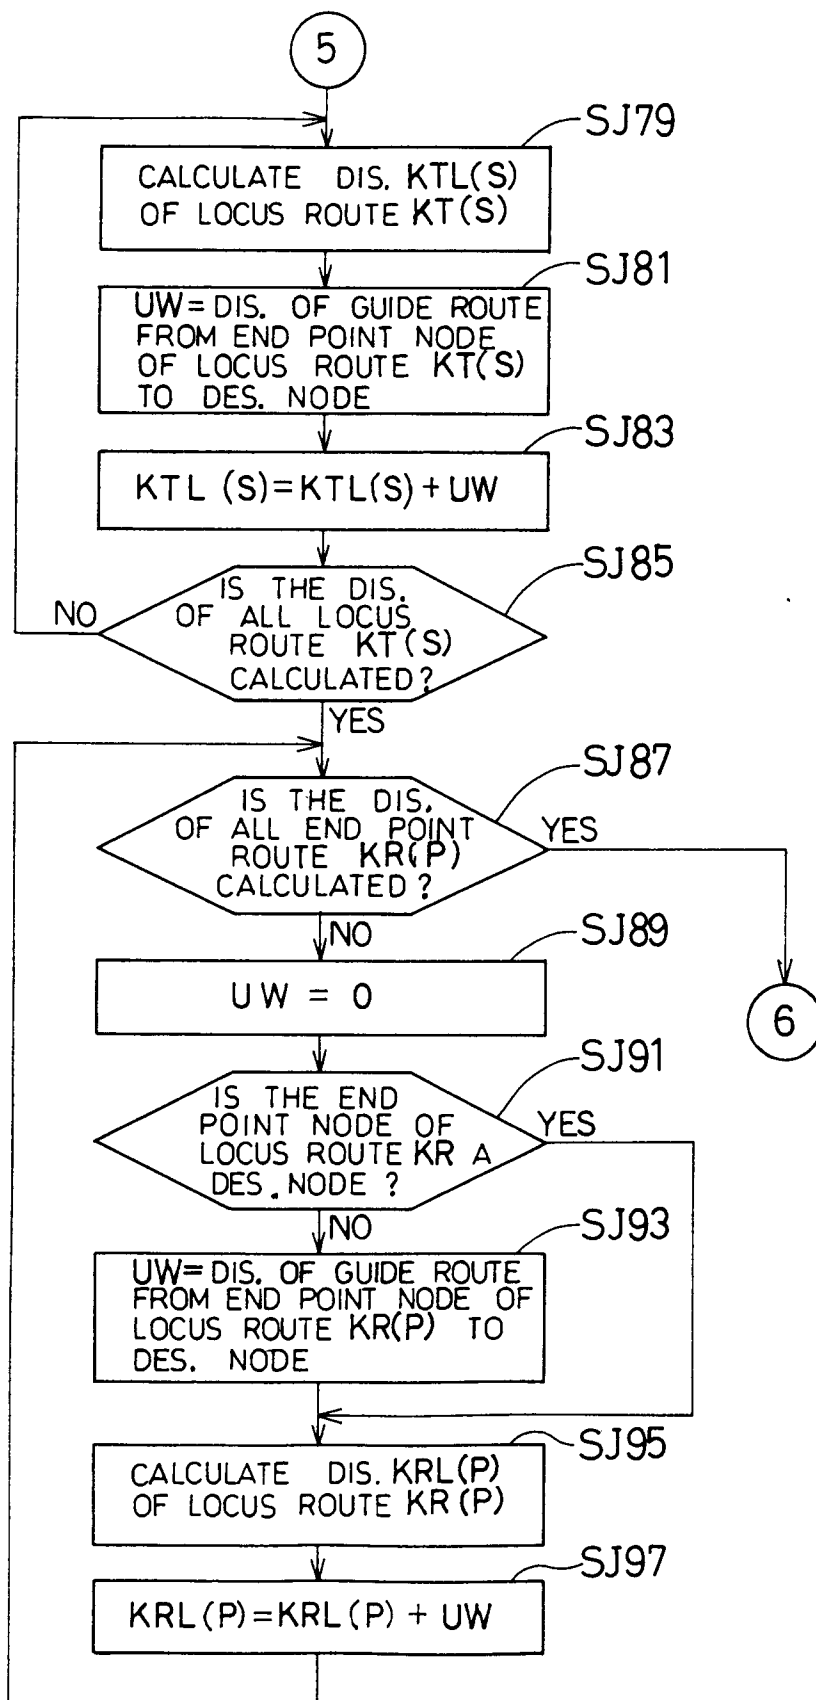 5
SJ79
CALCULATE DIS. KTL(S)
OF LOCUS ROUTE KT(S)
SJ81
UW=DIS. OF GUIDE ROUTE
FROM END POINT NODE
OF LOCUS ROUTE KT(S)
TO DES. NODE
SJ83
KTL (S)=KTL(S)+UW
SJ85
IS THE DIS.
OF ALL LOCUS
ROUTE KT(S)
CALCULATED?
NO
YES
SJ87
IS THE DIS.
OF ALL END POINT
ROUTE KR(P)
CALCULATED?
YES
NO
6
SJ89
UW = 0
SJ91
IS THE END
POINT NODE OF
LOCUS ROUTE KR A
DES. NODE ?
YES
NO
SJ93
UW=DIS. OF GUIDE ROUTE
FROM END POINT NODE OF
LOCUS ROUTE KR(P) TO
DES. NODE
SJ95
CALCULATE DIS. KRL(P)
OF LOCUS ROUTE KR(P)
SJ97
KRL(P)=KRL(P) + UW